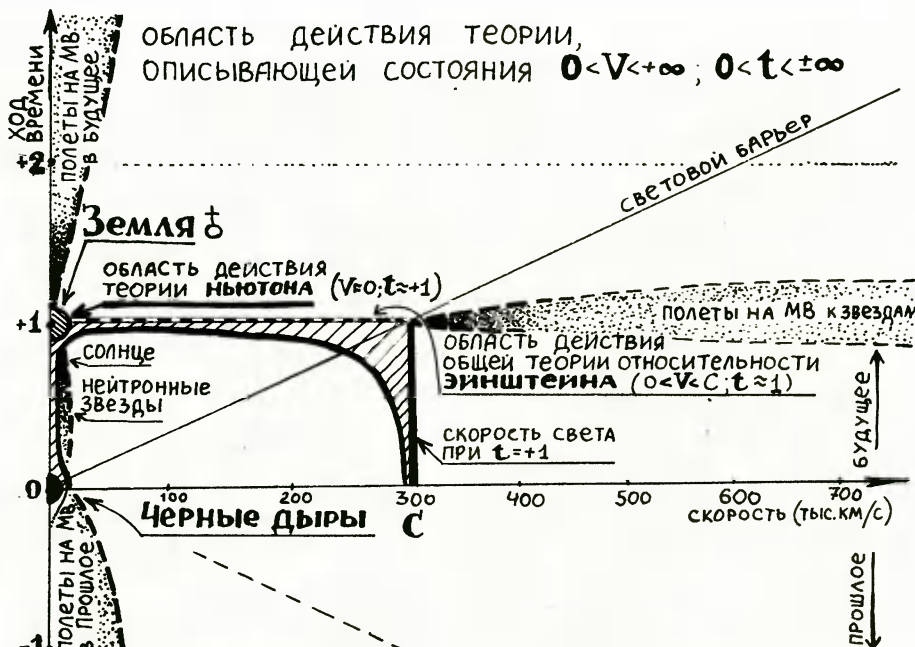 ОБЛАСТЬ ДЕЙСТВИЯ ТЕОРИИ,
ОПИСЫВАЮЩЕЙ СОСТОЯНИЯ 0<V<+∞ ; 0<t<±∞
ХОД
ВРЕМЕНИ
ПОЛЕТЫ НА МВ
В БУДУЩЕЕ
+2
СВЕТОВОЙ БАРЬЕР
Земля ♁
ОБЛАСТЬ ДЕЙСТВИЯ
ТЕОРИИ НЬЮТОНА (V≈0; t≈+1)
+1
ПОЛЕТЫ НА МВ К ЗВЕЗДАМ
СОЛНЦЕ
НЕЙТРОННЫЕ
ЗВЕЗДЫ
ОБЛАСТЬ ДЕЙСТВИЯ
ОБЩЕЙ ТЕОРИИ ОТНОСИТЕЛЬНОСТИ
ЭЙНШТЕЙНА (0<V<C; t≈1)
СКОРОСТЬ СВЕТА
ПРИ t=+1
БУДУЩЕЕ
0
100
200
300
400
500
600
700
ЧЕРНЫЕ ДЫРЫ
С
СКОРОСТЬ (ТЫС.КМ/С)
ПОЛЕТЫ НА МВ
В ПРОШЛОЕ
ПРОШЛОЕ
-1